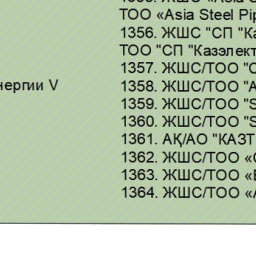 ТОО «Asia Steel Pip
1356. ЖШС "СП "Ка
ТОО "СП "Казэлект
1357. ЖШС/ТОО "С
нергии V
1358. ЖШС/ТОО "А
1359. ЖШС/ТОО "S
1360. ЖШС/ТОО "S
1361. АҚ/АО "КАЗТ
1362. ЖШС/ТОО «
1363. ЖШС/ТОО «
1364. ЖШС/ТОО «